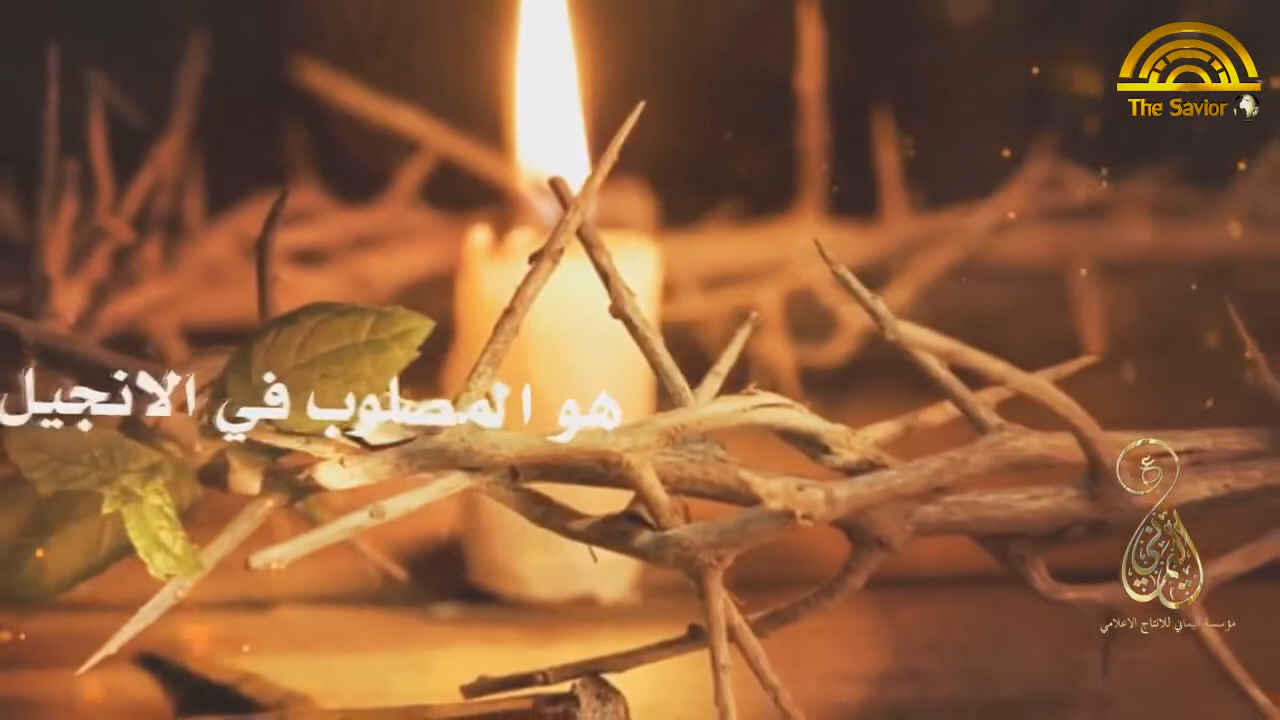 The Savior
هو المصلوب في الانجيل
مؤسسة اليماني للانتاج الاعلامي